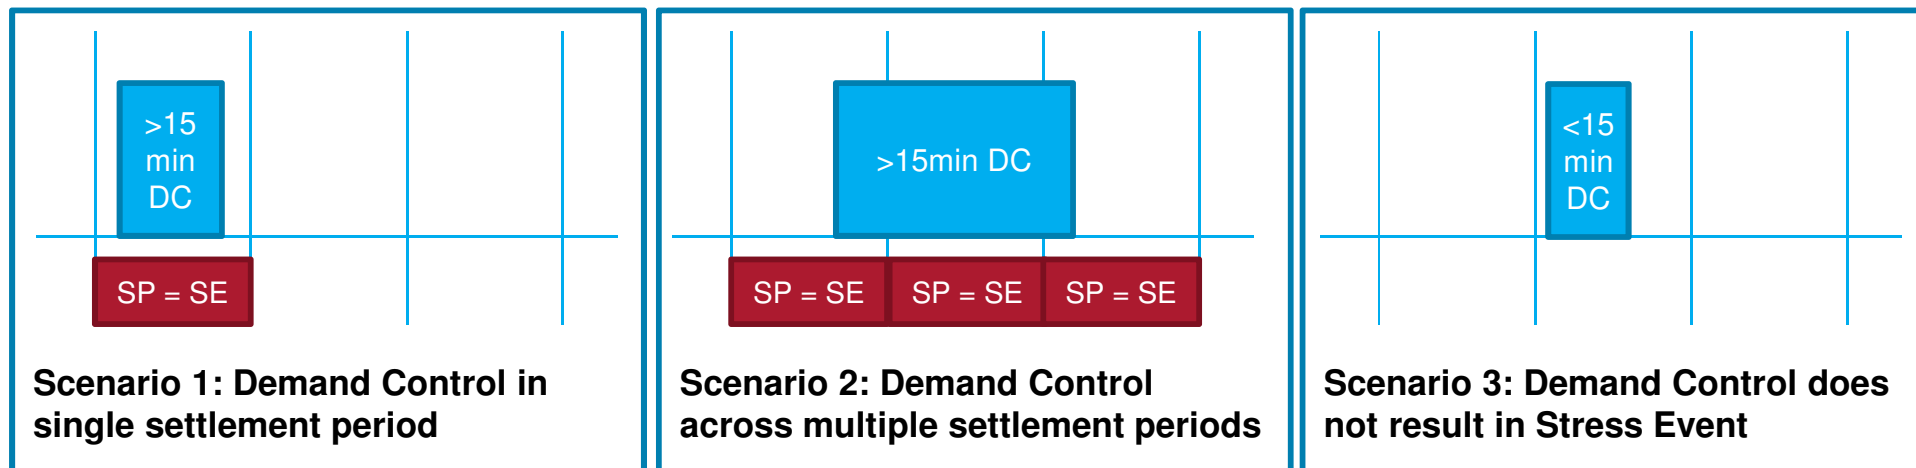 >15
min
DC
SP = SE
Scenario 1: Demand Control in
single settlement period
>15min DC
SP = SE
SP = SE
SP = SE
Scenario 2: Demand Control
across multiple settlement periods
<15
min
DC
Scenario 3: Demand Control does
not result in Stress Event